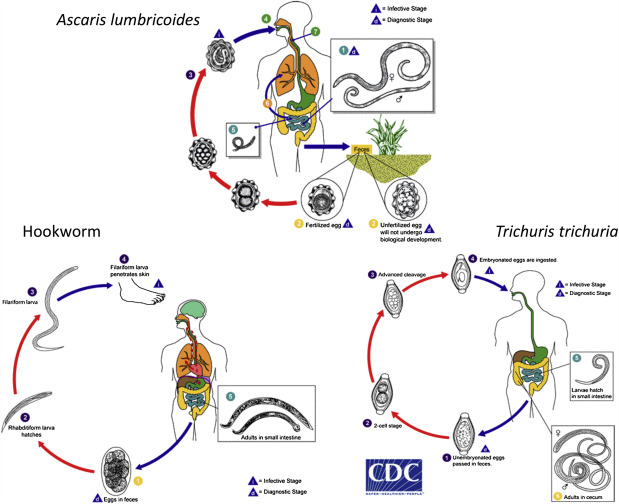 Ascaris lumbricoides
i = Infective Stage
d = Diagnostic Stage
4
7
i
3
1
d
6
5
Feces
2
Fertilized egg
d
2
Unfertilized egg
will not undergo
biological development.
d
Hookworm
4
Filariform larva
penetrates skin
i
3
Filariform larva
2
Rhabditiform larva
hatches
5
Adults in small intestine
1
d
Eggs in feces
i = Infective Stage
d = Diagnostic Stage
Trichuris trichuria
4
Embryonated eggs are ingested.
i
3
Advanced cleavage
i = Infective Stage
d = Diagnostic Stage
5
Larvae hatch
in small intestine
2
2-cell stage
d
1
Unembryonated eggs
passed in feces.
6
Adults in cecum
CDC
SAFER•HEALTHIER•PEOPLE™